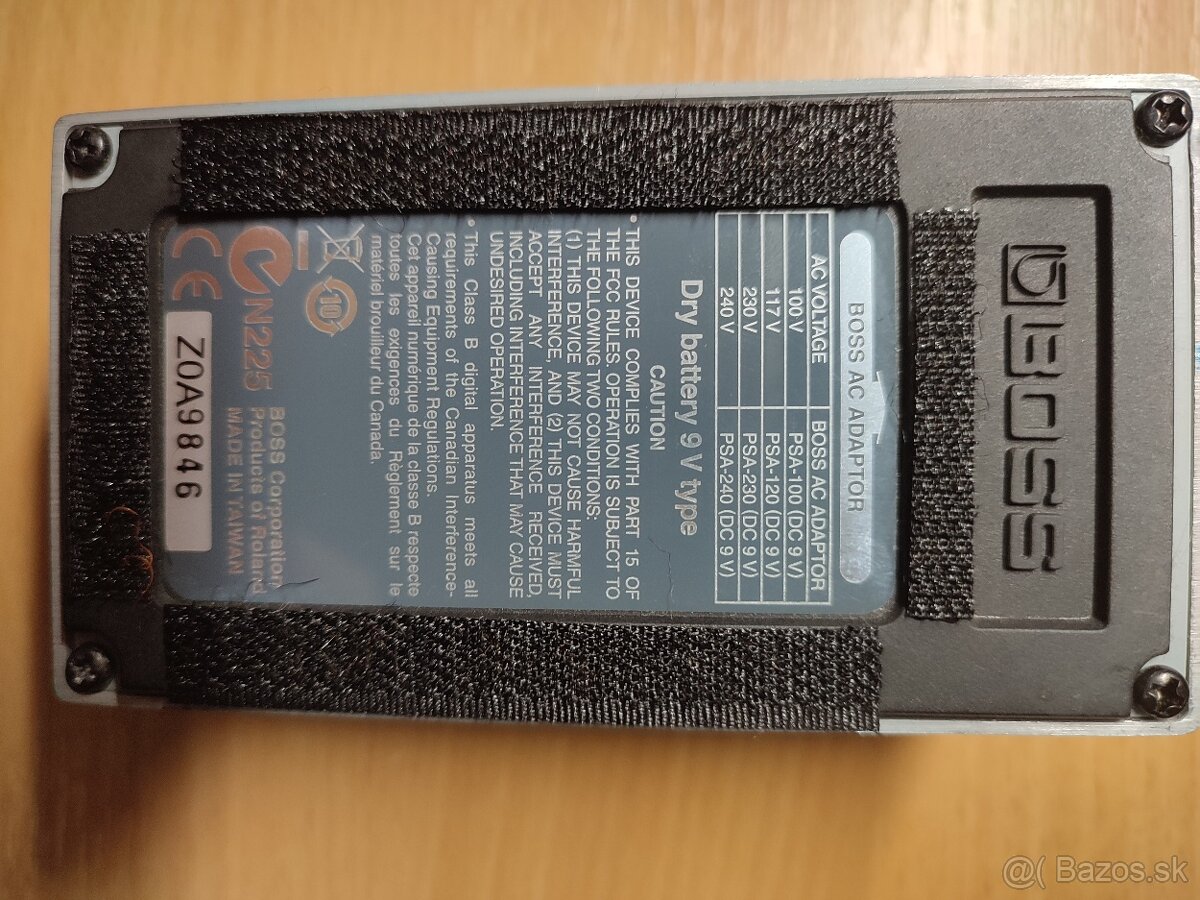 BOSS
BOSS AC ADAPTOR
AC VOLTAGE BOSS AC ADAPTOR
100 V PSA-100 (DC 9 V)
117 V PSA-120 (DC 9 V)
230 V PSA-230 (DC 9 V)
240 V PSA-240 (DC 9 V)
Dry battery 9 V type
CAUTION
• THIS DEVICE COMPLIES WITH PART 15 OF
THE FCC RULES. OPERATION IS SUBJECT TO
THE FOLLOWING TWO CONDITIONS:
(1) THIS DEVICE MAY NOT CAUSE HARMFUL
INTERFERENCE, AND (2) THIS DEVICE MUST
ACCEPT ANY INTERFERENCE RECEIVED,
INCLUDING INTERFERENCE THAT MAY CAUSE
UNDESIRED OPERATION.
• This Class B digital apparatus meets all
requirements of the Canadian Interference-
Causing Equipment Regulations.
Cet appareil numérique de la classe B respecte
toutes les exigences du Règlement sur le
matériel brouilleur du Canada.
10
N225
CE
BOSS Corporation
Products of Roland
MADE IN TAIWAN
Z0A9846
@( Bazos.sk